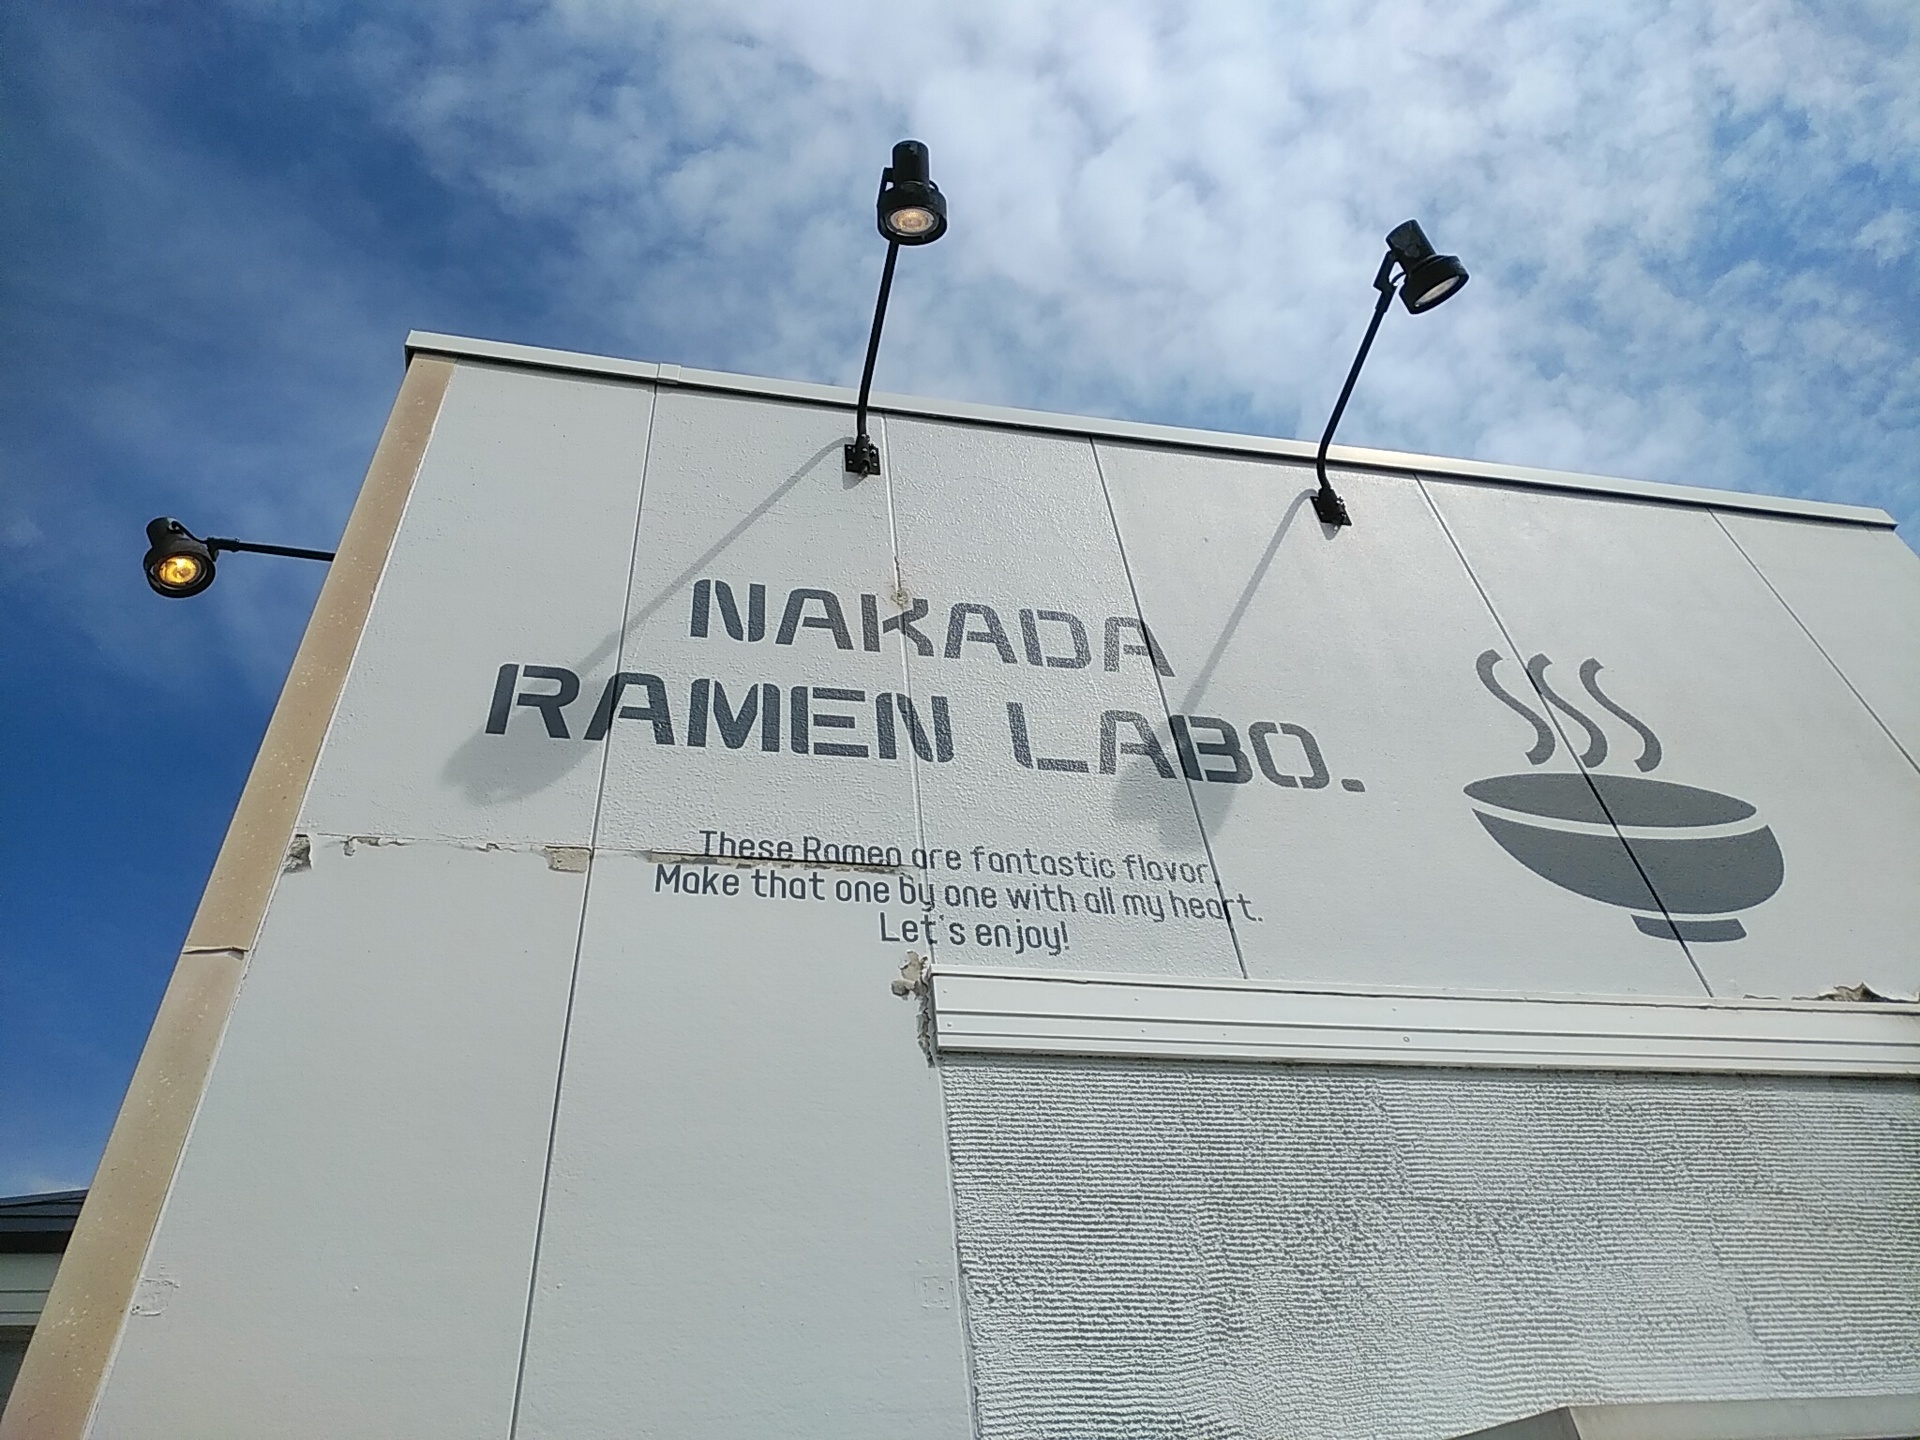 NAKADA
RAMEN LABO.
These Ramen are fantastic flavor,
Make that one by one with all my heart.
Let's enjoy!